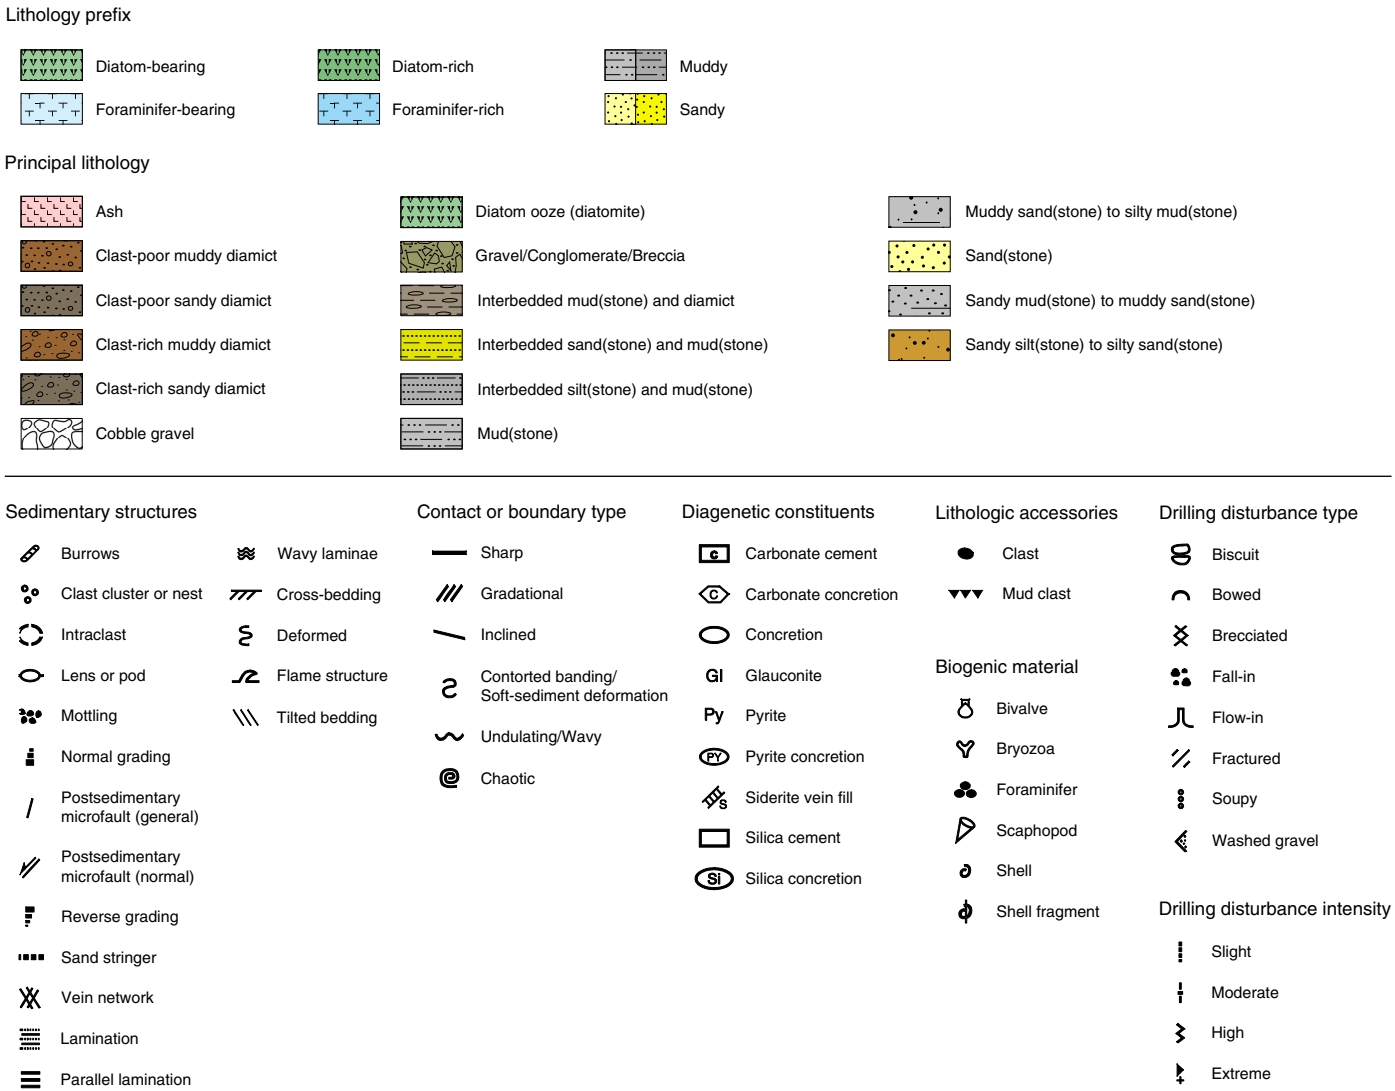 Lithology prefix
Diatom-bearing
Diatom-rich
Muddy
Foraminifer-bearing
Foraminifer-rich
Sandy
Principal lithology
Ash
Clast-poor muddy diamict
Clast-poor sandy diamict
Clast-rich muddy diamict
Clast-rich sandy diamict
Cobble gravel
Diatom ooze (diatomite)
Gravel/Conglomerate/Breccia
Interbedded mud(stone) and diamict
Interbedded sand(stone) and mud(stone)
Interbedded silt(stone) and mud(stone)
Mud(stone)
Muddy sand(stone) to silty mud(stone)
Sand(stone)
Sandy mud(stone) to muddy sand(stone)
Sandy silt(stone) to silty sand(stone)
Sedimentary structures
Burrows
Clast cluster or nest
Intraclast
Lens or pod
Mottling
Normal grading
Postsedimentary
microfault (general)
Postsedimentary
microfault (normal)
Reverse grading
Sand stringer
Vein network
Lamination
Parallel lamination
Wavy laminae
Cross-bedding
Deformed
Flame structure
Tilted bedding
Contact or boundary type
Sharp
Gradational
Inclined
Contorted banding/
Soft-sediment deformation
Undulating/Wavy
Chaotic
Diagenetic constituents
c Carbonate cement
C Carbonate concretion
Concretion
Gl Glauconite
Py Pyrite
PY Pyrite concretion
S Siderite vein fill
Silica cement
Si Silica concretion
Lithologic accessories
Clast
Mud clast
Biogenic material
Bivalve
Bryozoa
Foraminifer
Scaphopod
Shell
Shell fragment
Drilling disturbance type
Biscuit
Bowed
Brecciated
Fall-in
Flow-in
Fractured
Soupy
Washed gravel
Drilling disturbance intensity
Slight
Moderate
High
Extreme